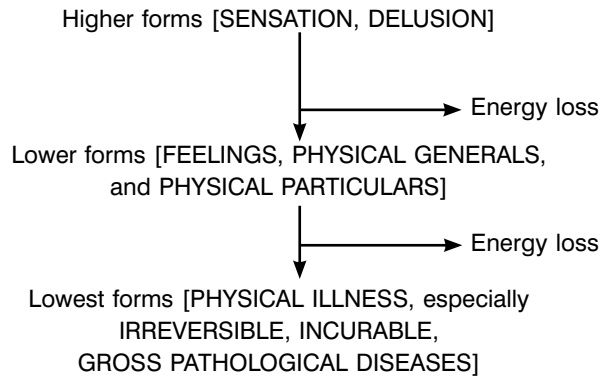 Higher forms [SENSATION, DELUSION]
Energy loss
Lower forms [FEELINGS, PHYSICAL GENERALS,
and PHYSICAL PARTICULARS]
Energy loss
Lowest forms [PHYSICAL ILLNESS, especially
IRREVERSIBLE, INCURABLE,
GROSS PATHOLOGICAL DISEASES]